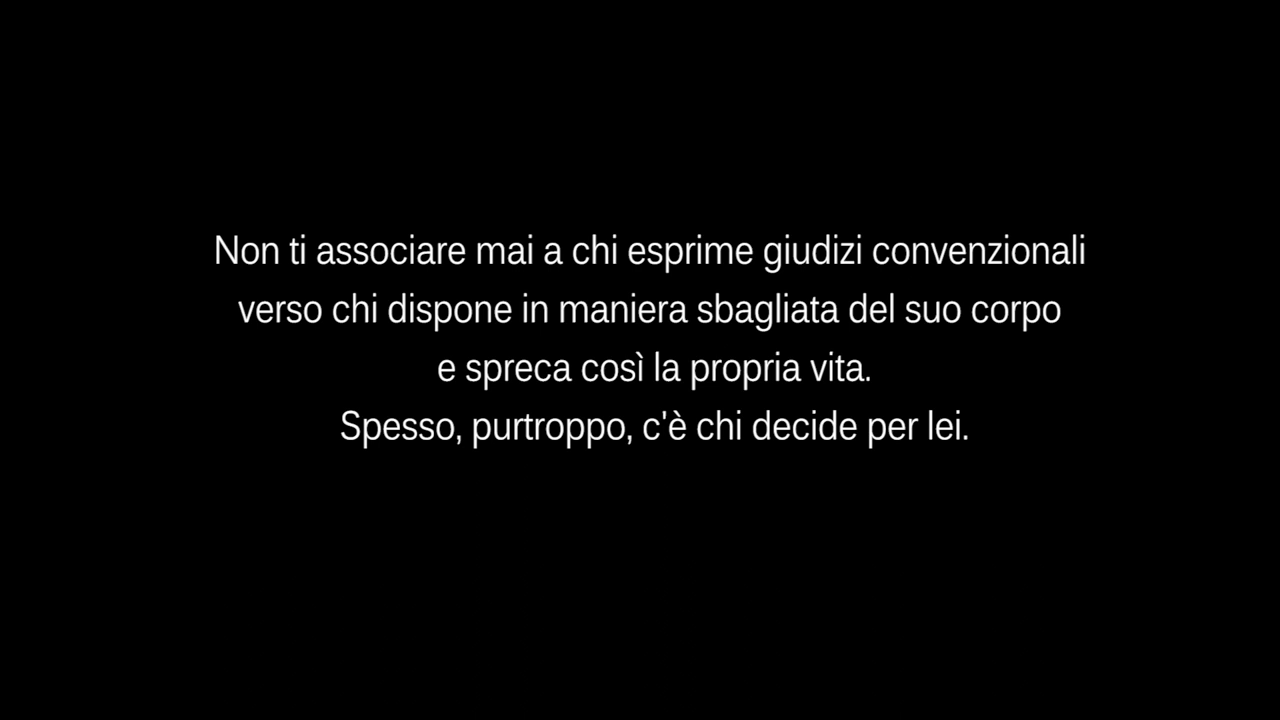 Non ti associare mai a chi esprime giudizi convenzionali
verso chi dispone in maniera sbagliata del suo corpo
e spreca così la propria vita.
Spesso, purtroppo, c'è chi decide per lei.